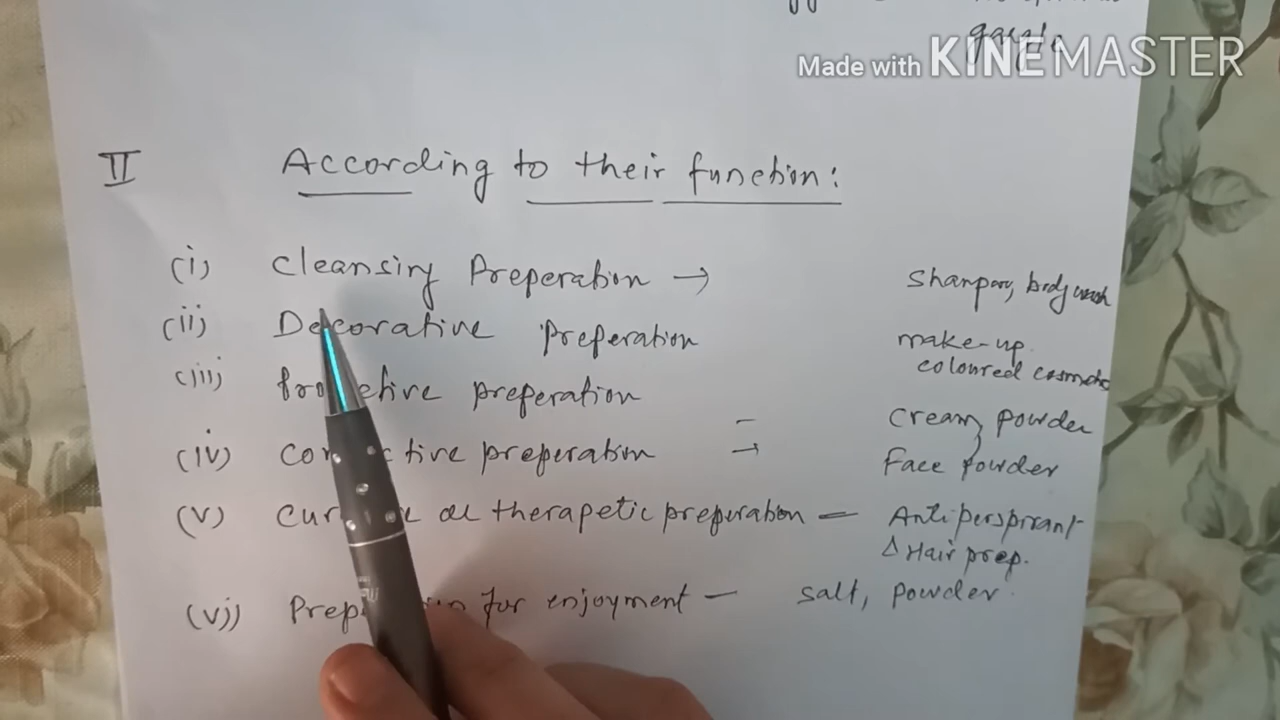 Made with KINEMASTER
II According to their function:
(i) Cleansing Preperation → Shampoo, body wash
(ii) Decorative Preperation make-up
coloured cosmetic
(iii) preperation – Cream, powder
(iv) preperation → Face powder
(v) or therapetic preperation – Antiperspirant
Hair prep.
(vi) for enjoyment – salt, powder.